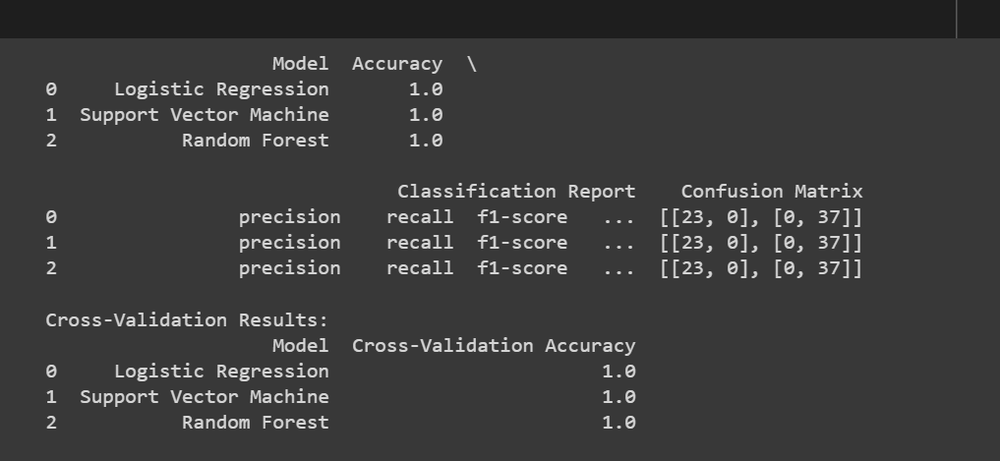 Model Accuracy \
0 Logistic Regression 1.0
1 Support Vector Machine 1.0
2 Random Forest 1.0
Classification Report Confusion Matrix
0 precision recall f1-score ... [[23, 0], [0, 37]]
1 precision recall f1-score ... [[23, 0], [0, 37]]
2 precision recall f1-score ... [[23, 0], [0, 37]]
Cross-Validation Results:
Model Cross-Validation Accuracy
0 Logistic Regression 1.0
1 Support Vector Machine 1.0
2 Random Forest 1.0